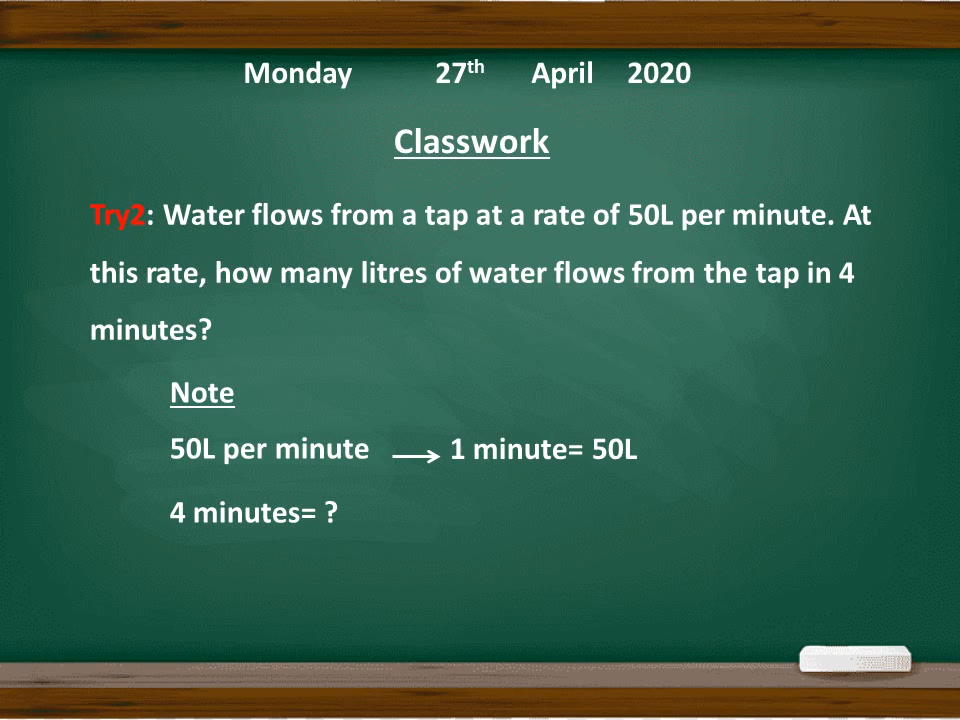 Monday 27th April 2020
Classwork
Try2: Water flows from a tap at a rate of 50L per minute. At
this rate, how many litres of water flows from the tap in 4
minutes?
Note
50L per minute → 1 minute= 50L
4 minutes= ?